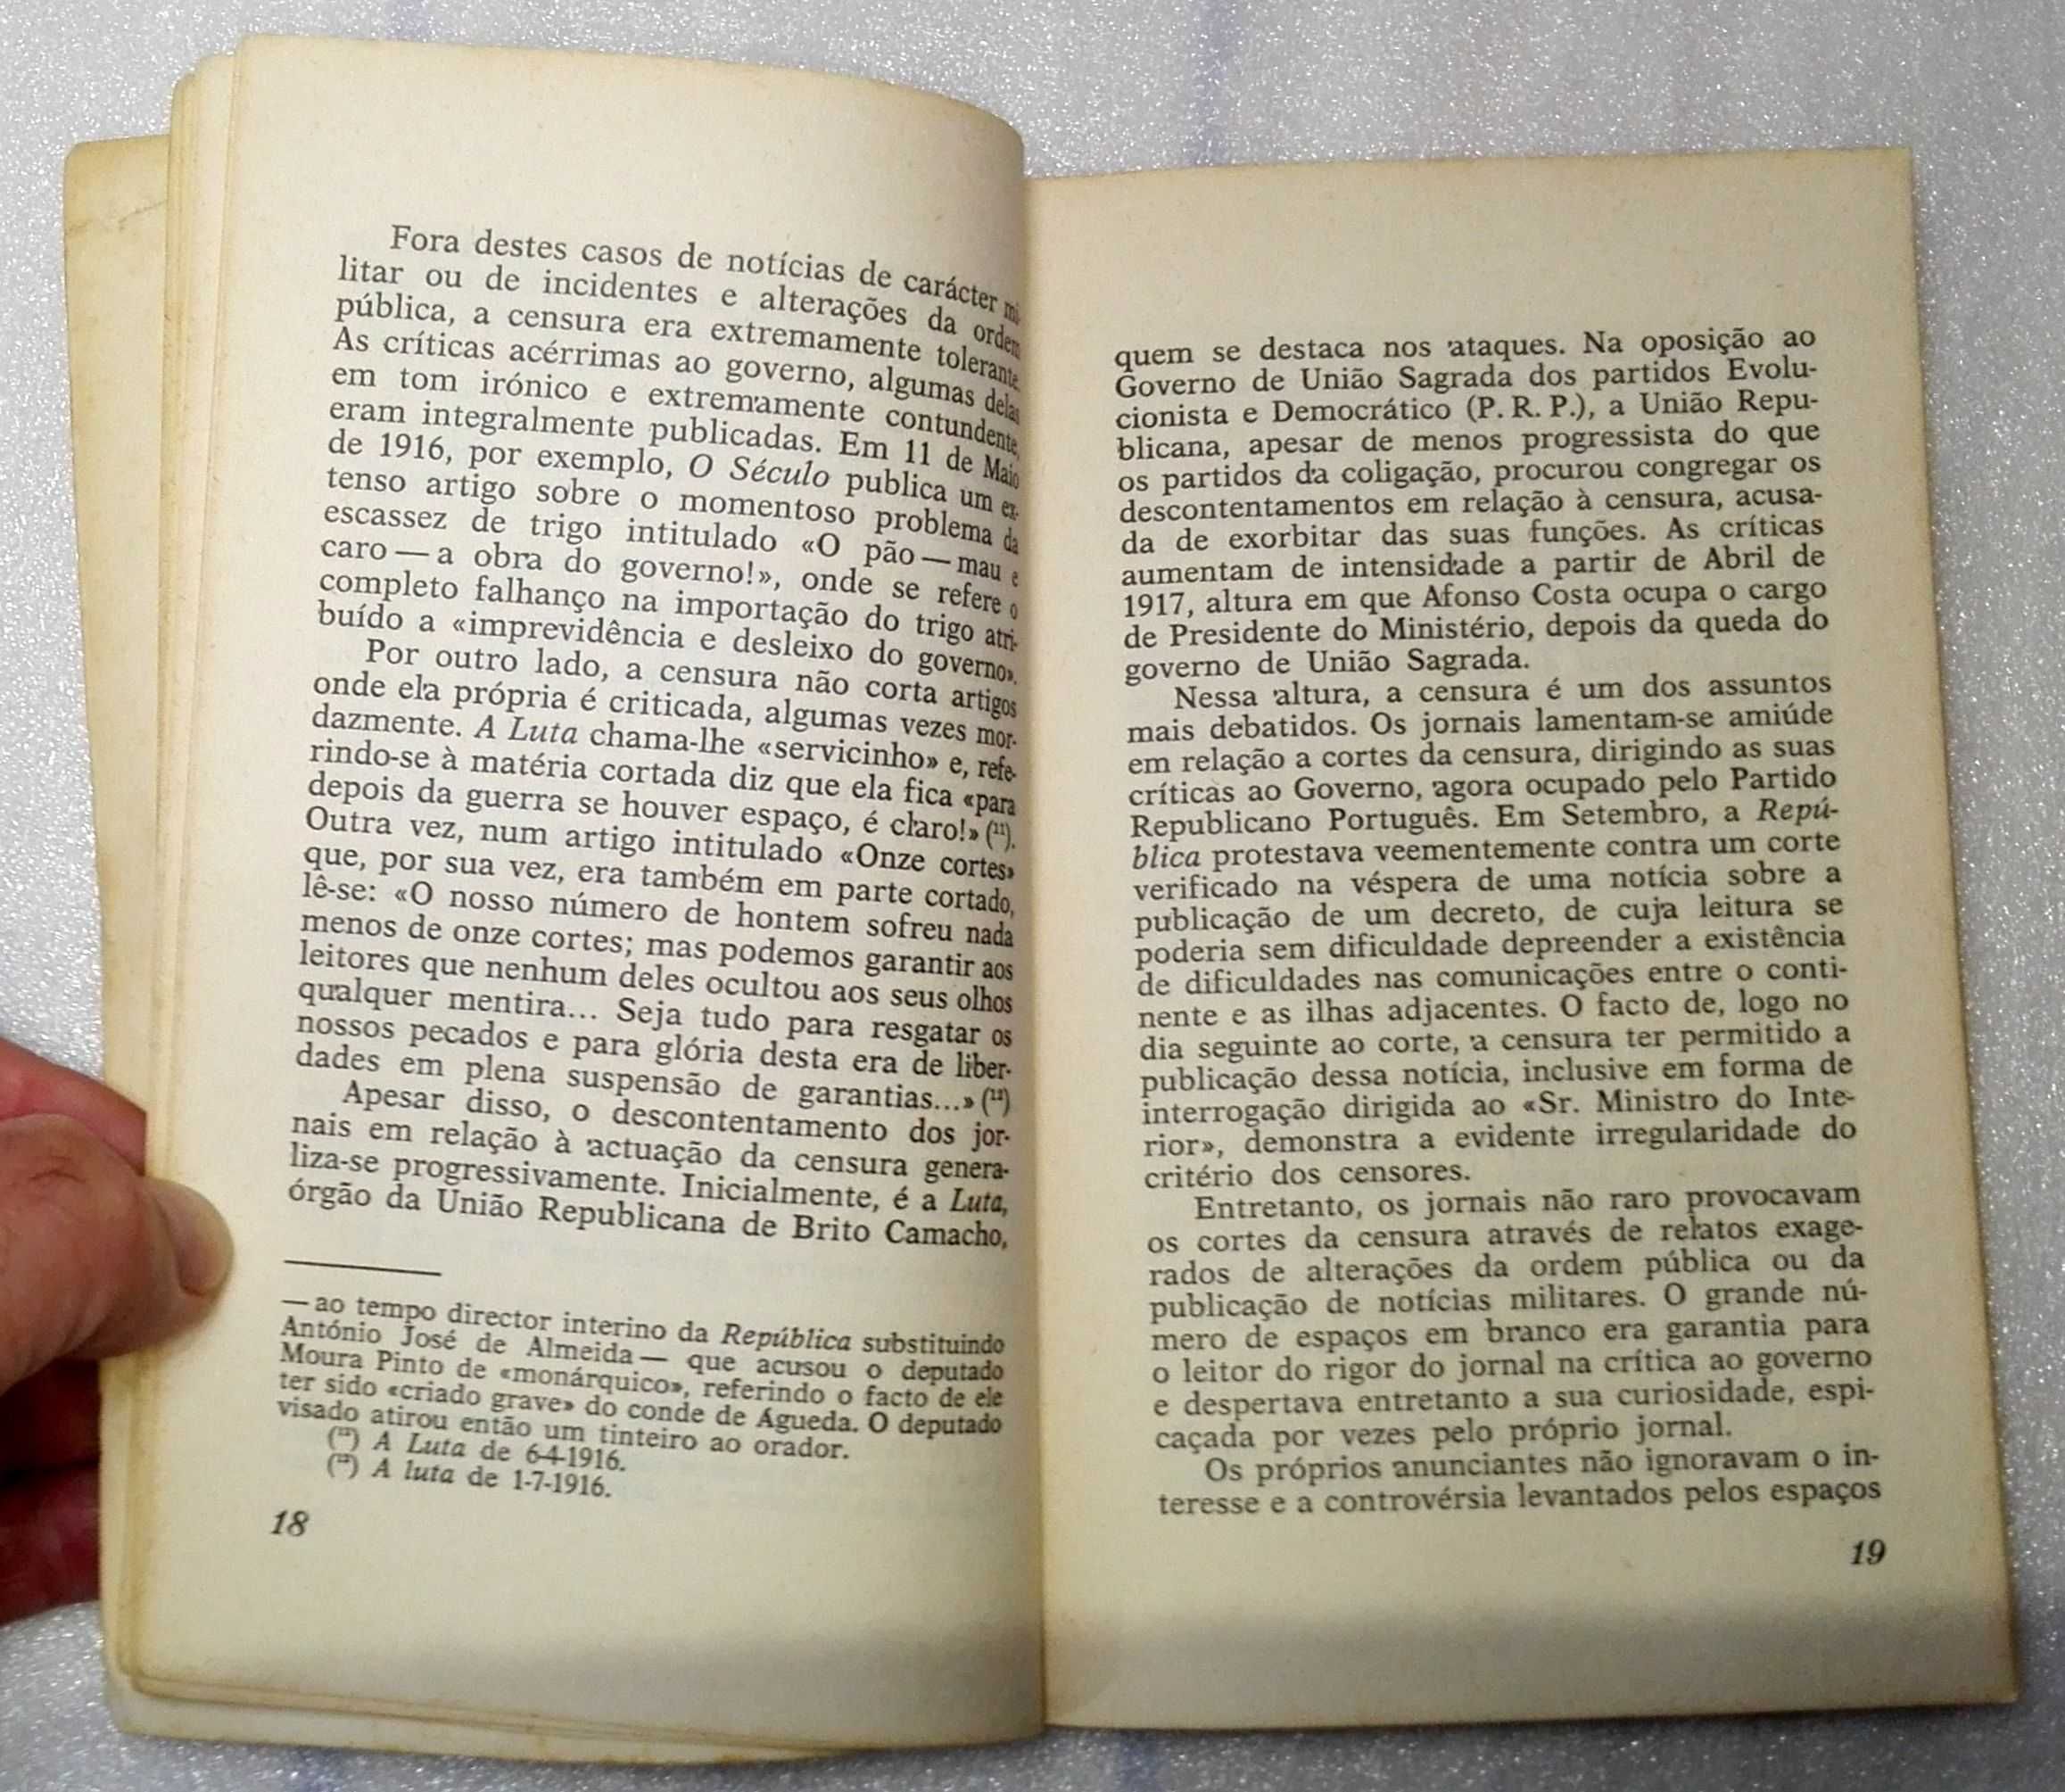 Fora destes casos de notícias de carácter mi-
litar ou de incidentes e alterações da ordem
pública, a censura era extremamente tolerante.
As críticas acérrimas ao governo, algumas delas
em tom irónico e extremamente contundente,
eram integralmente publicadas. Em 11 de Maio
de 1916, por exemplo, O Século publica um ex-
tenso artigo sobre o momentoso problema da
escassez de trigo intitulado «O pão — mau e
caro — a obra do governo!», onde se refere o
completo falhanço na importação do trigo atri-
buído a «imprevidência e desleixo do governo».
Por outro lado, a censura não corta artigos
onde ela própria é criticada, algumas vezes mor-
dazmente. A Luta chama-lhe «servicinho» e, refe-
rindo-se à matéria cortada diz que ela fica «para
depois da guerra se houver espaço, é claro!» (11).
Outra vez, num artigo intitulado «Onze cortes»
que, por sua vez, era também em parte cortado,
lê-se: «O nosso número de hontem sofreu nada
menos de onze cortes; mas podemos garantir aos
leitores que nenhum deles ocultou aos seus olhos
qualquer mentira... Seja tudo para resgatar os
nossos pecados e para glória desta era de liber-
dades em plena suspensão de garantias...» (12)
Apesar disso, o descontentamento dos jor-
nais em relação à actuação da censura genera-
liza-se progressivamente. Inicialmente, é a Luta,
órgão da União Republicana de Brito Camacho,
— ao tempo director interino da República substituindo
António José de Almeida — que acusou o deputado
Moura Pinto de «monárquico», referindo o facto de ele
ter sido «criado grave» do conde de Águeda. O deputado
visado atirou então um tinteiro ao orador.
(11) A Luta de 6-4-1916.
(12) A luta de 1-7-1916.
18
quem se destaca nos ataques. Na oposição ao
Governo de União Sagrada dos partidos Evolu-
cionista e Democrático (P. R. P.), a União Repu-
blicana, apesar de menos progressista do que
os partidos da coligação, procurou congregar os
descontentamentos em relação à censura, acusa-
da de exorbitar das suas funções. As críticas
aumentam de intensidade a partir de Abril de
1917, altura em que Afonso Costa ocupa o cargo
de Presidente do Ministério, depois da queda do
governo de União Sagrada.
Nessa altura, a censura é um dos assuntos
mais debatidos. Os jornais lamentam-se amiúde
em relação a cortes da censura, dirigindo as suas
críticas ao Governo, agora ocupado pelo Partido
Republicano Português. Em Setembro, a Repú-
blica protestava veementemente contra um corte
verificado na véspera de uma notícia sobre a
publicação de um decreto, de cuja leitura se
poderia sem dificuldade depreender a existência
de dificuldades nas comunicações entre o conti-
nente e as ilhas adjacentes. O facto de, logo no
dia seguinte ao corte, a censura ter permitido a
publicação dessa notícia, inclusive em forma de
interrogação dirigida ao «Sr. Ministro do Inte-
rior», demonstra a evidente irregularidade do
critério dos censores.
Entretanto, os jornais não raro provocavam
os cortes da censura através de relatos exage-
rados de alterações da ordem pública ou da
publicação de notícias militares. O grande nú-
mero de espaços em branco era garantia para
o leitor do rigor do jornal na crítica ao governo
e despertava entretanto a sua curiosidade, espi-
caçada por vezes pelo próprio jornal.
Os próprios anunciantes não ignoravam o in-
teresse e a controvérsia levantados pelos espaços
19